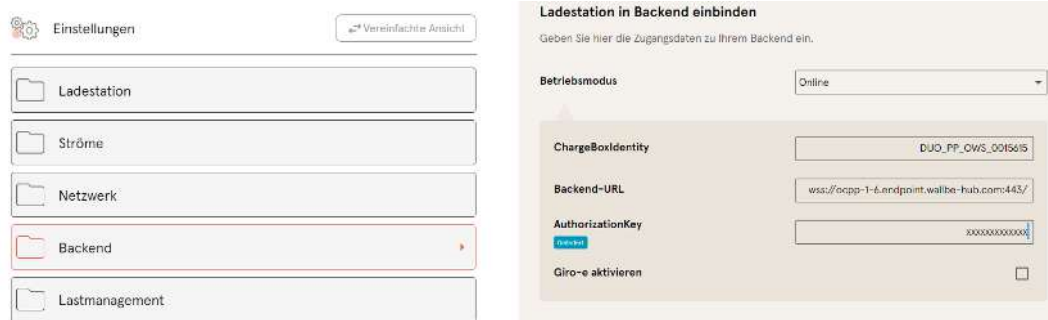 Einstellungen
Vereinfachte Ansicht
Ladestation
Ströme
Netzwerk
Backend
Lastmanagement
Ladestation in Backend einbinden
Geben Sie hier die Zugangsdaten zu Ihrem Backend ein.
Betriebsmodus
Online
ChargeBoxIdentity
DUO_PP_OWS_0015615
Backend-URL
wss://ocpp-1-6.endpoint.wallbe-hub.com:443/
AuthorizationKey
xxxxxxxxxxxxx
Giro-e aktivieren